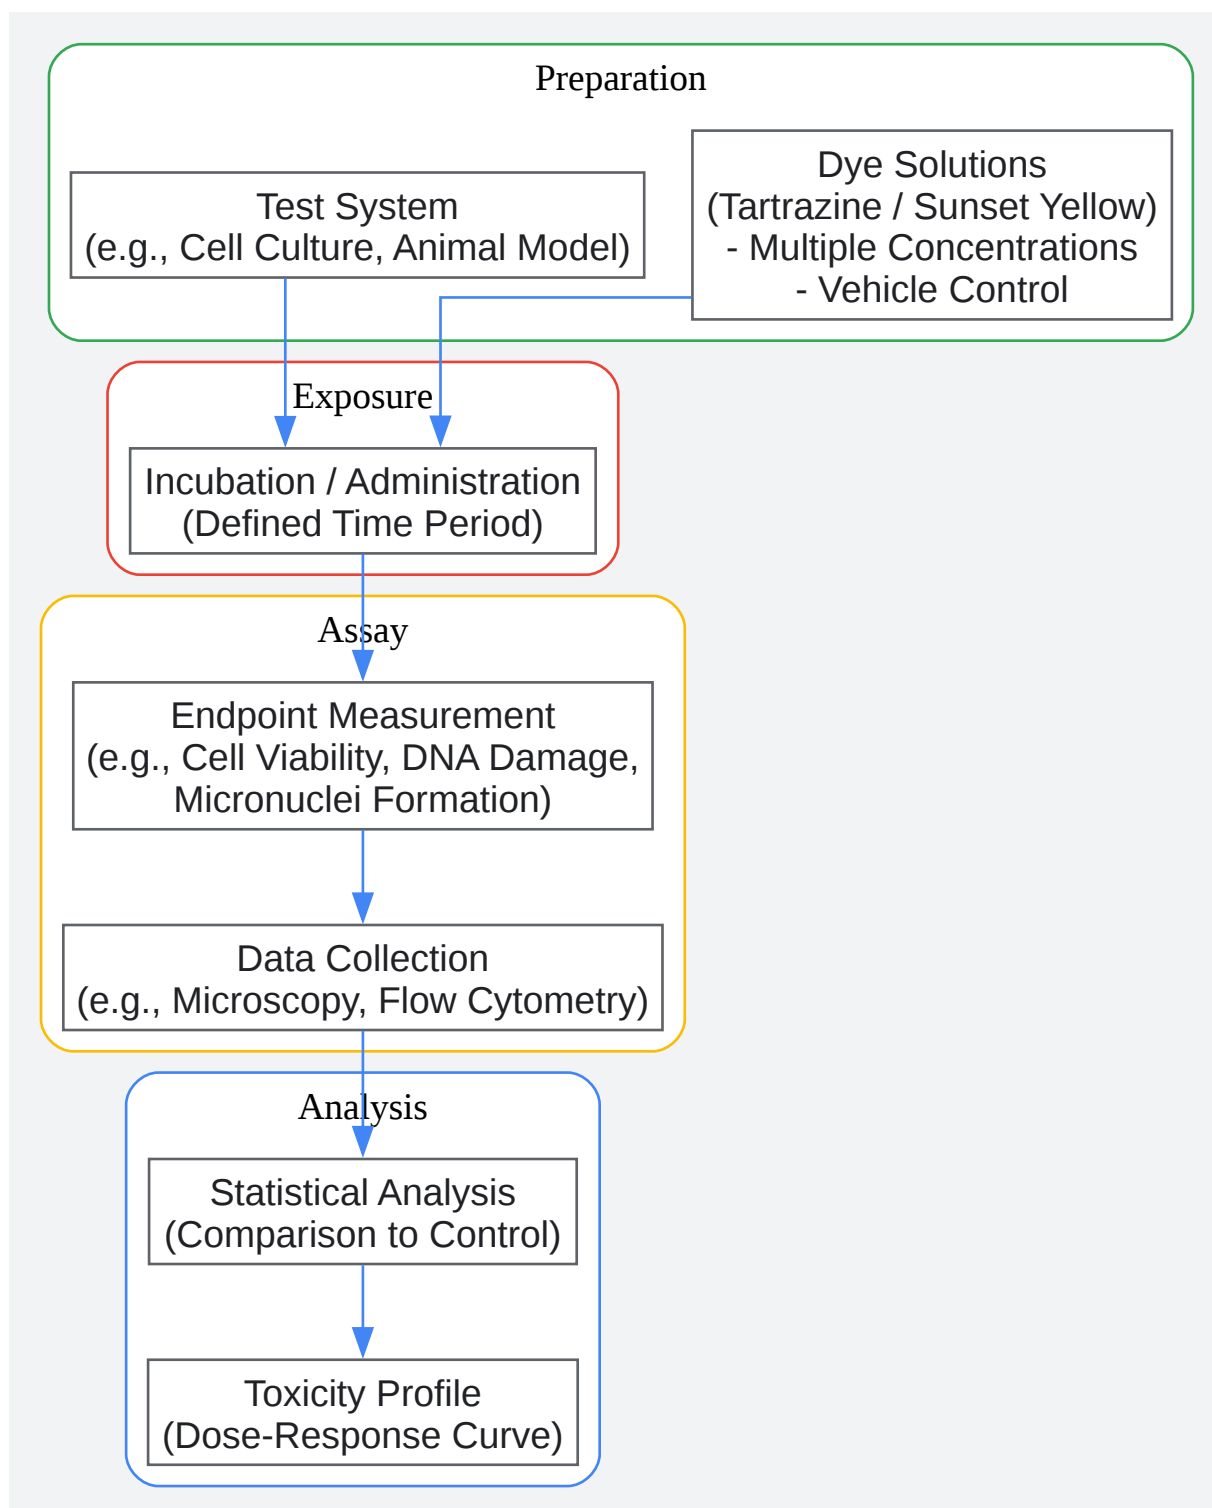 Preparation
Test System
(e.g., Cell Culture, Animal Model)
Dye Solutions
(Tartrazine / Sunset Yellow)
- Multiple Concentrations
- Vehicle Control
Exposure
Incubation / Administration
(Defined Time Period)
Assay
Endpoint Measurement
(e.g., Cell Viability, DNA Damage,
Micronuclei Formation)
Data Collection
(e.g., Microscopy, Flow Cytometry)
Analysis
Statistical Analysis
(Comparison to Control)
Toxicity Profile
(Dose-Response Curve)